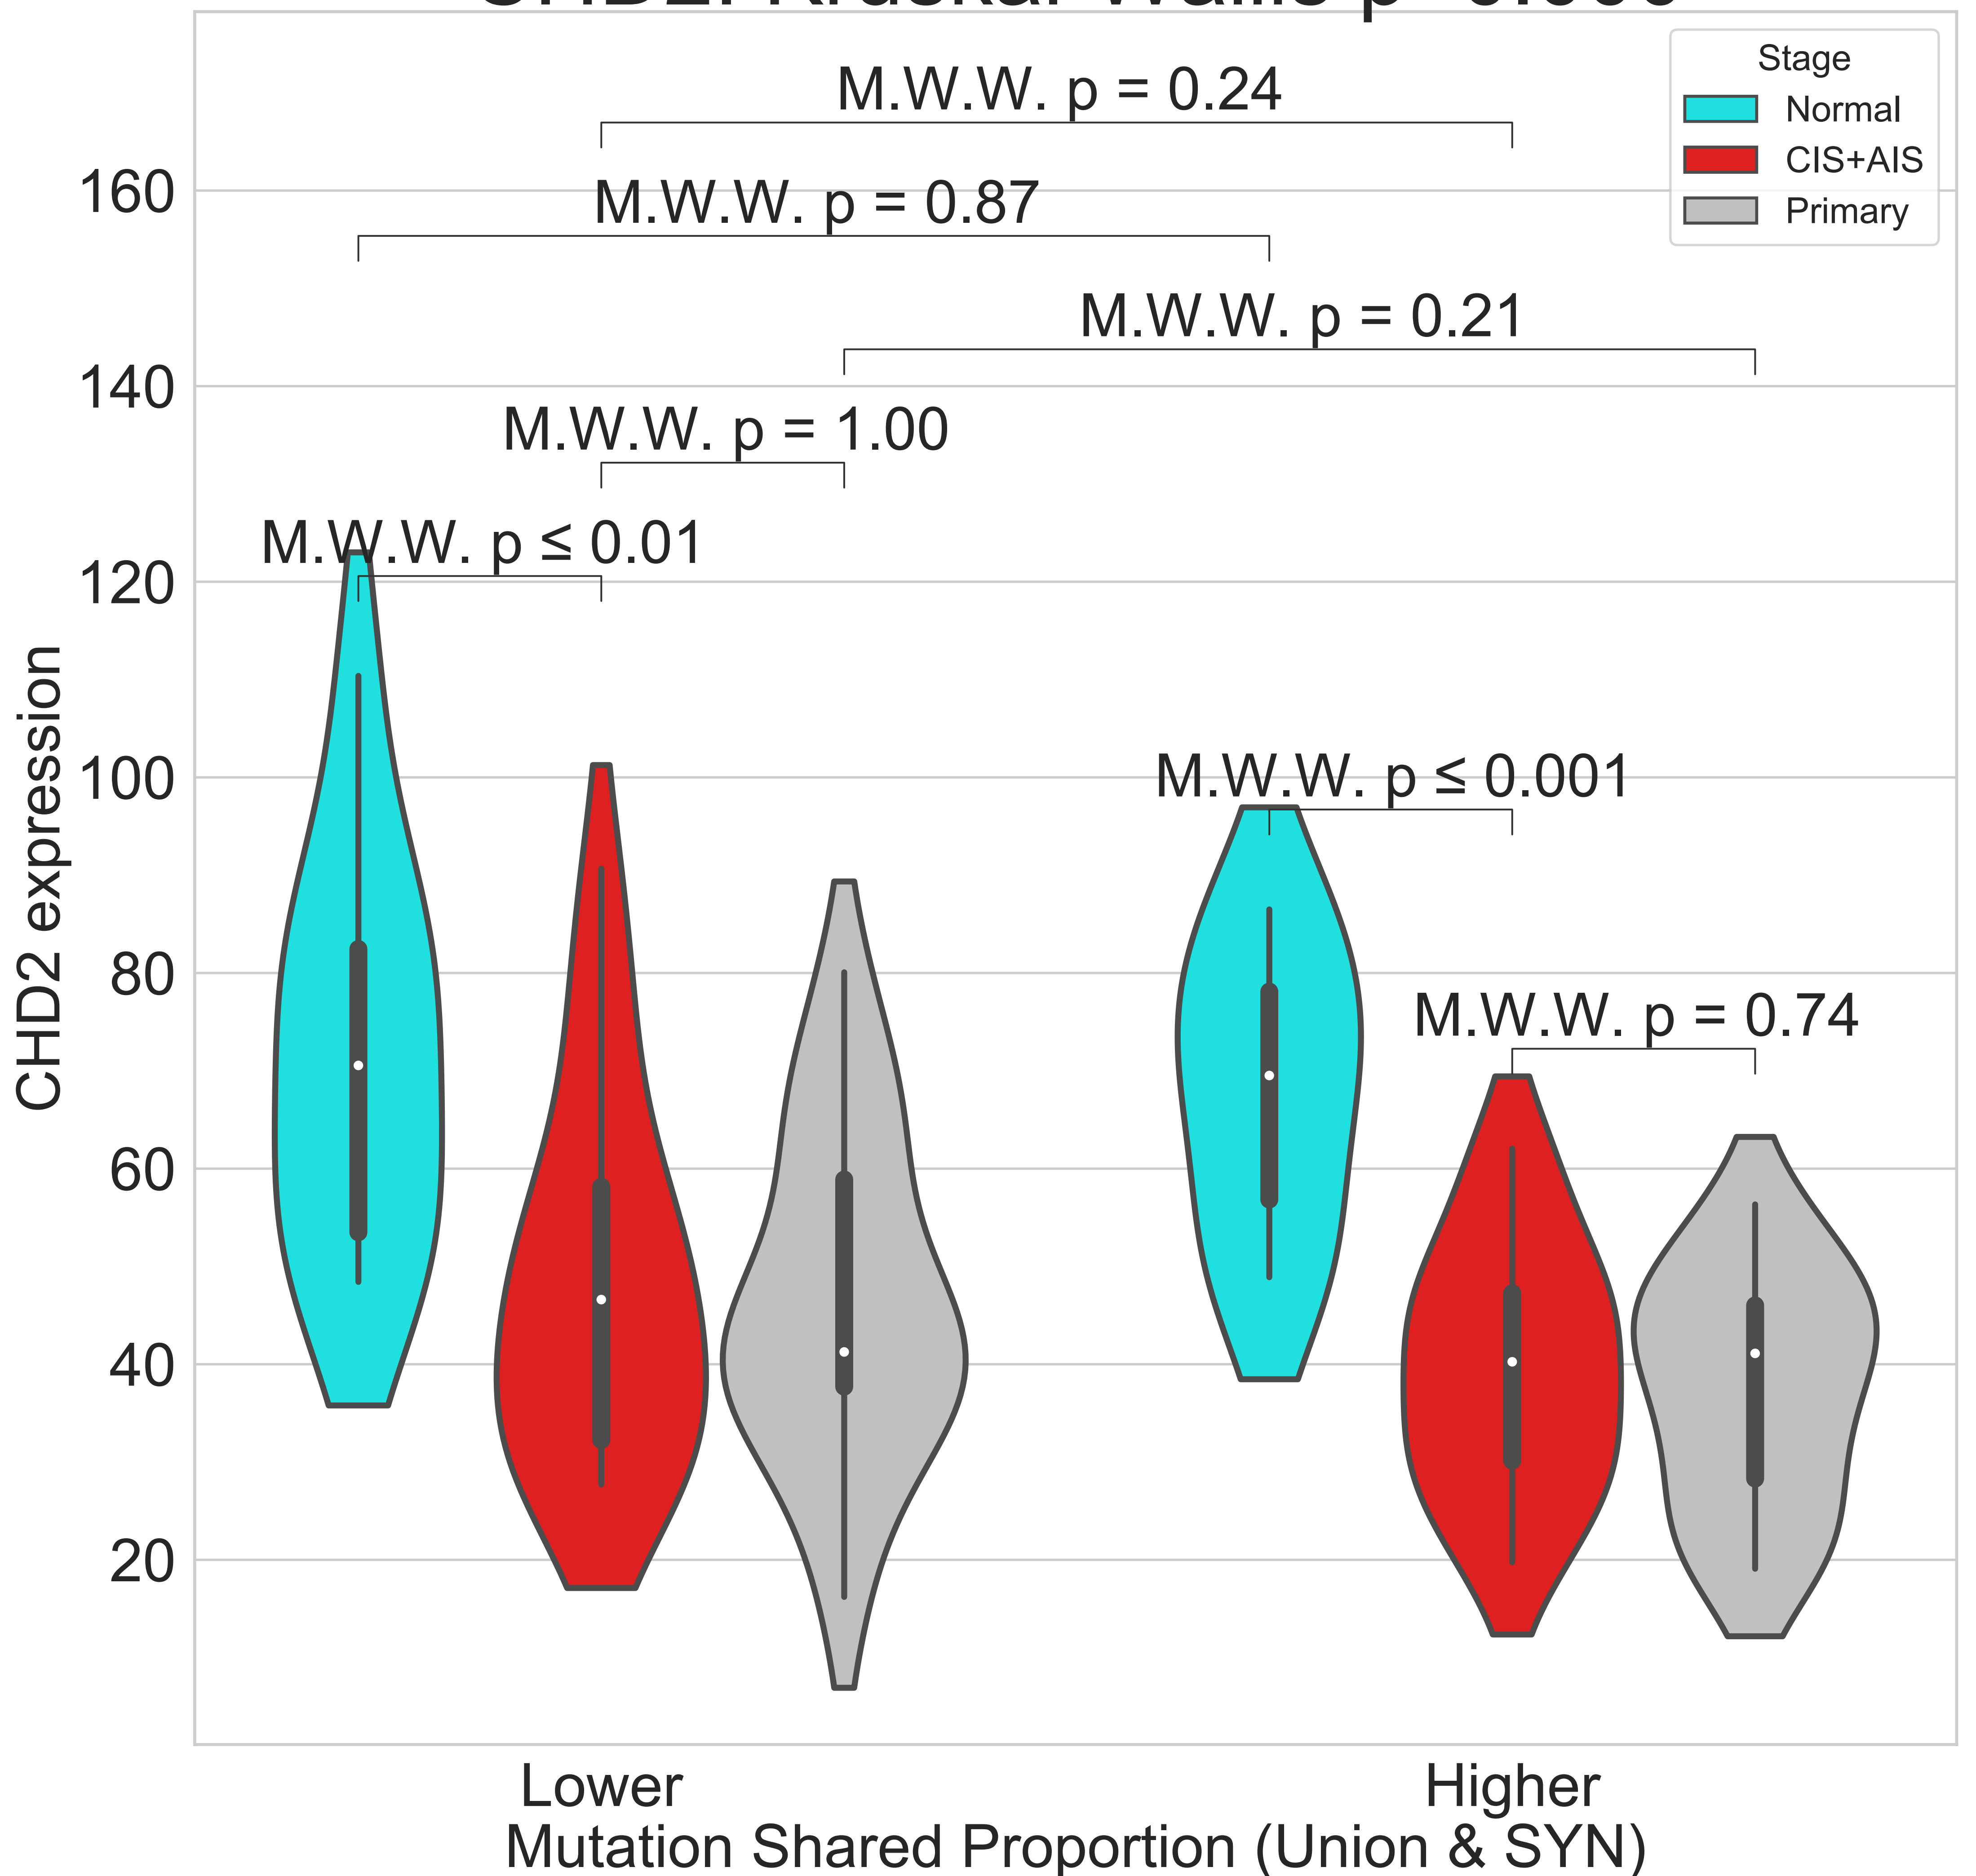 Stage
Normal
CIS+AIS
Primary
M.W.W. p = 0.24
M.W.W. p = 0.87
M.W.W. p = 0.21
M.W.W. p = 1.00
M.W.W. p ≤ 0.01
M.W.W. p ≤ 0.001
M.W.W. p = 0.74
160
140
120
100
80
60
40
20
CHD2 expression
Lower
Higher
Mutation Shared Proportion (Union & SYN)